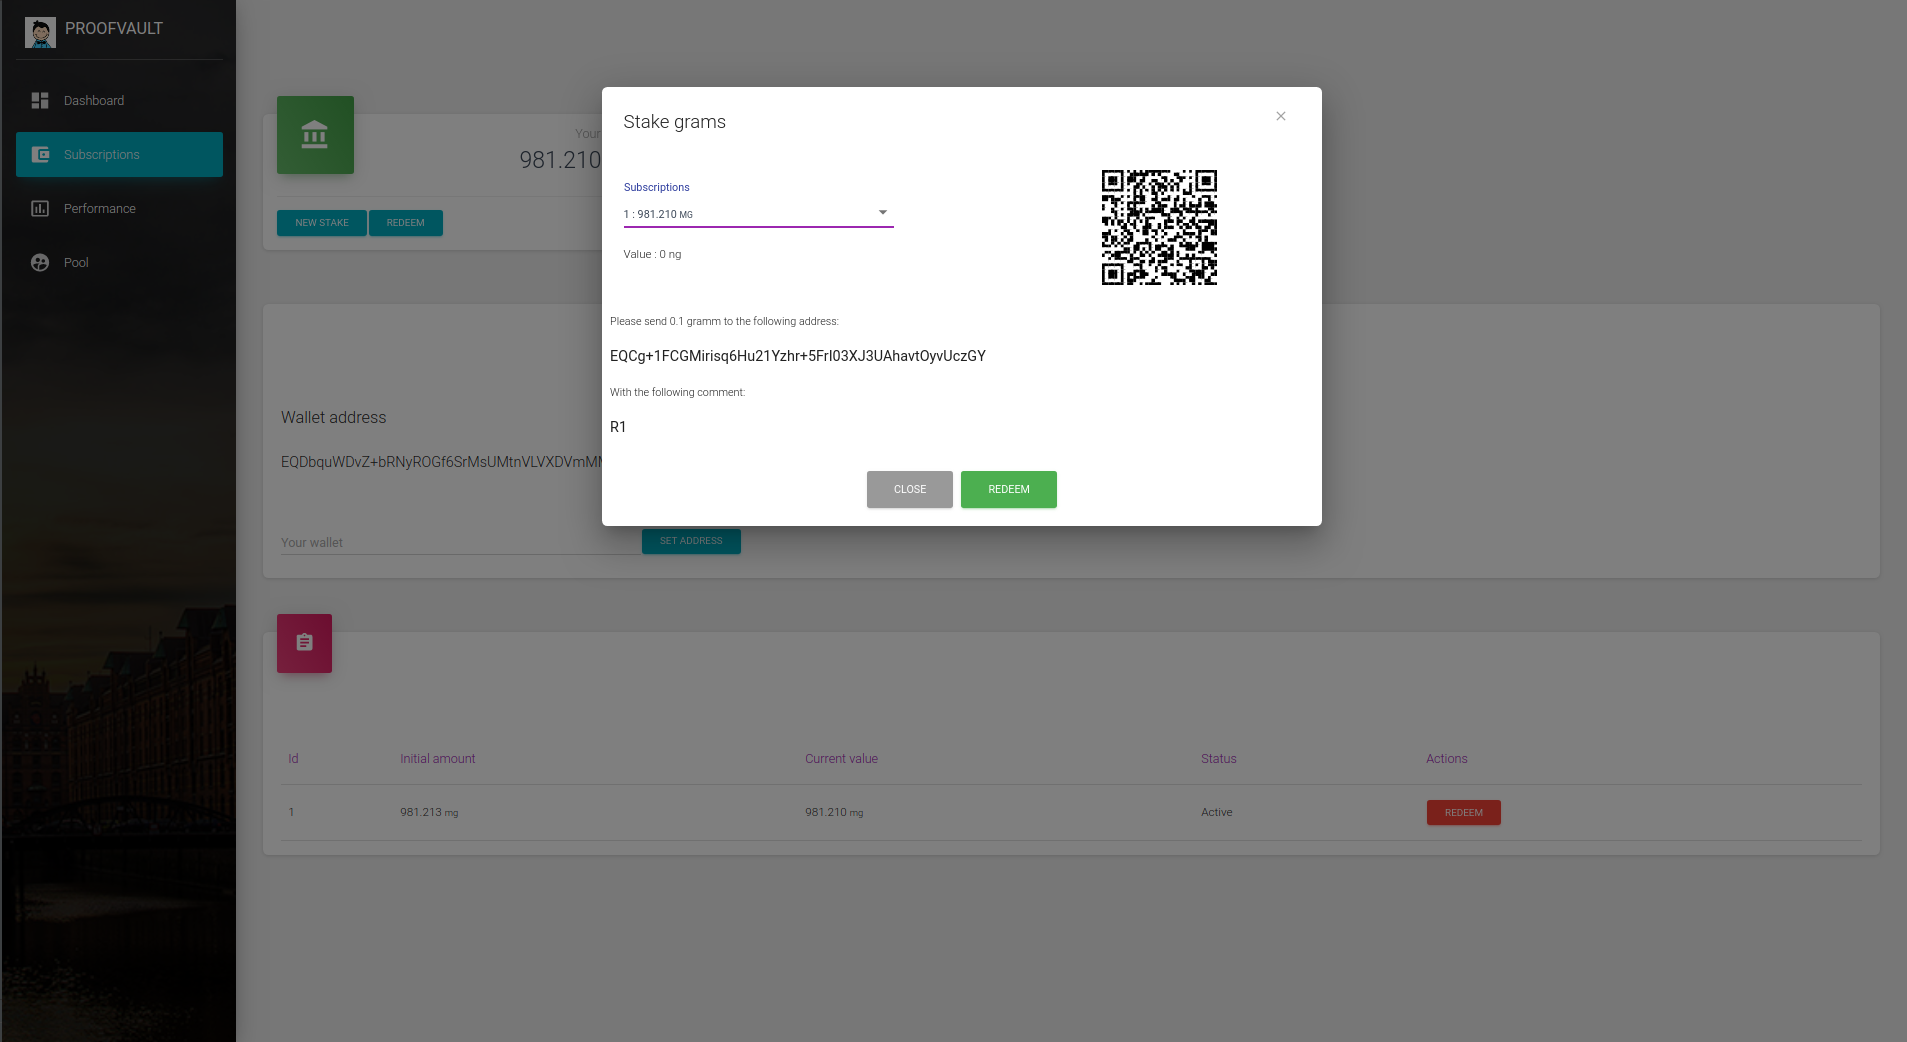 PROOFVAULT
Dashboard
Subscriptions
Performance
Pool
Your
981.210
NEW STAKE
REDEEM
Stake grams
×
Subscriptions
1 : 981.210 MG
Value : 0 ng
Please send 0.1 gramm to the following address:
EQCg+1FCGMirisq6Hu21Yzhr+5FrI03XJ3UAhavtOyvUczGY
With the following comment:
R1
CLOSE
REDEEM
Wallet address
EQDbquWDvZ+bRNyROGf6SrMsUMtnVLVXDVmM
Your wallet
SET ADDRESS
Id Initial amount Current value Status Actions
1 981.213 mg 981.210 mg Active REDEEM